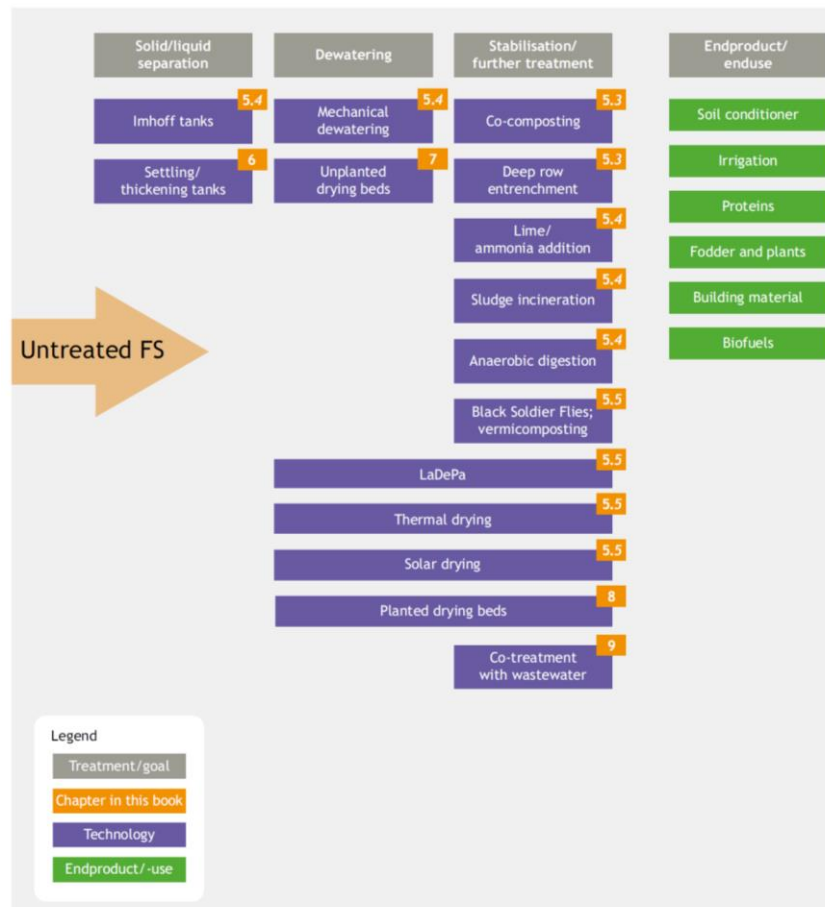 Solid/liquid
separation
Dewatering
Stabilisation/
further treatment
Endproduct/
enduse
5.4
Imhoff tanks
5.4
Mechanical
dewatering
5.3
Co-composting
Soil conditioner
6
Settling/
thickening tanks
7
Unplanted
drying beds
5.3
Deep row
entrenchment
Irrigation
Proteins
5.4
Lime/
ammonia addition
Fodder and plants
5.4
Sludge incineration
Building material
Untreated FS
5.4
Anaerobic digestion
Biofuels
5.5
Black Soldier Flies;
vermicomposting
5.5
LaDePa
5.5
Thermal drying
5.5
Solar drying
8
Planted drying beds
9
Co-treatment
with wastewater
Legend
Treatment/goal
Chapter in this book
Technology
Endproduct/-use